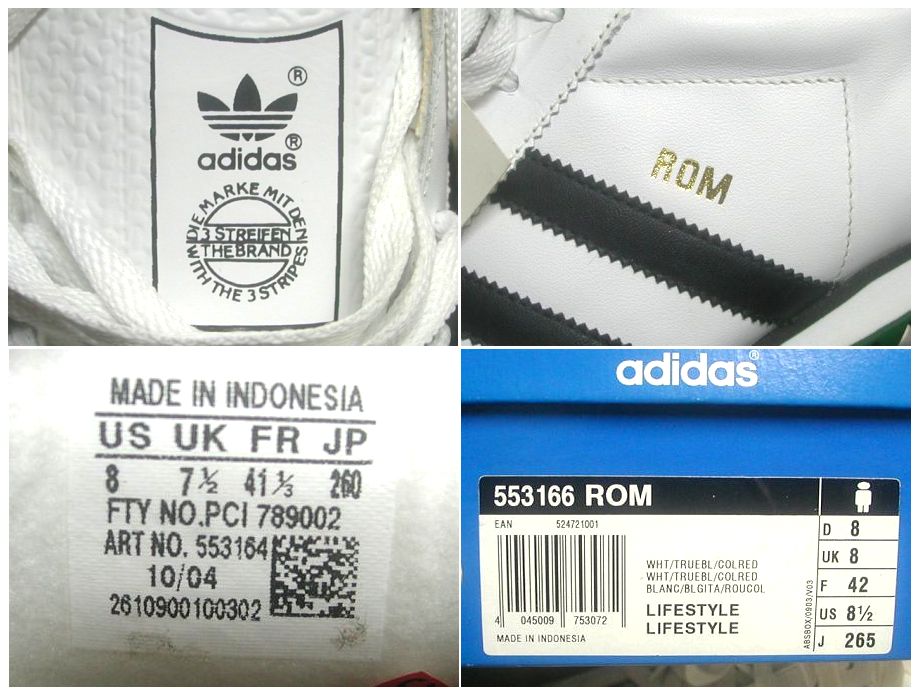 ®
®
adidas
DIE MARKE MIT DEN
3 STREIFEN
THE BRAND
WITH THE 3 STRIPES
ROM
MADE IN INDONESIA
US UK FR JP
8 7½ 41⅓ 260
FTY NO.PCI 789002
ART NO. 553164
10/04
2610900100302
adidas®
553166 ROM
EAN 524721001
WHT/TRUEBL/COLRED
WHT/TRUEBL/COLRED
BLANC/BLGITA/ROUCOL
LIFESTYLE
LIFESTYLE
4 045009 753072
MADE IN INDONESIA
ABSBOX/0903/V03
D 8
UK 8
F 42
US 8½
J 265